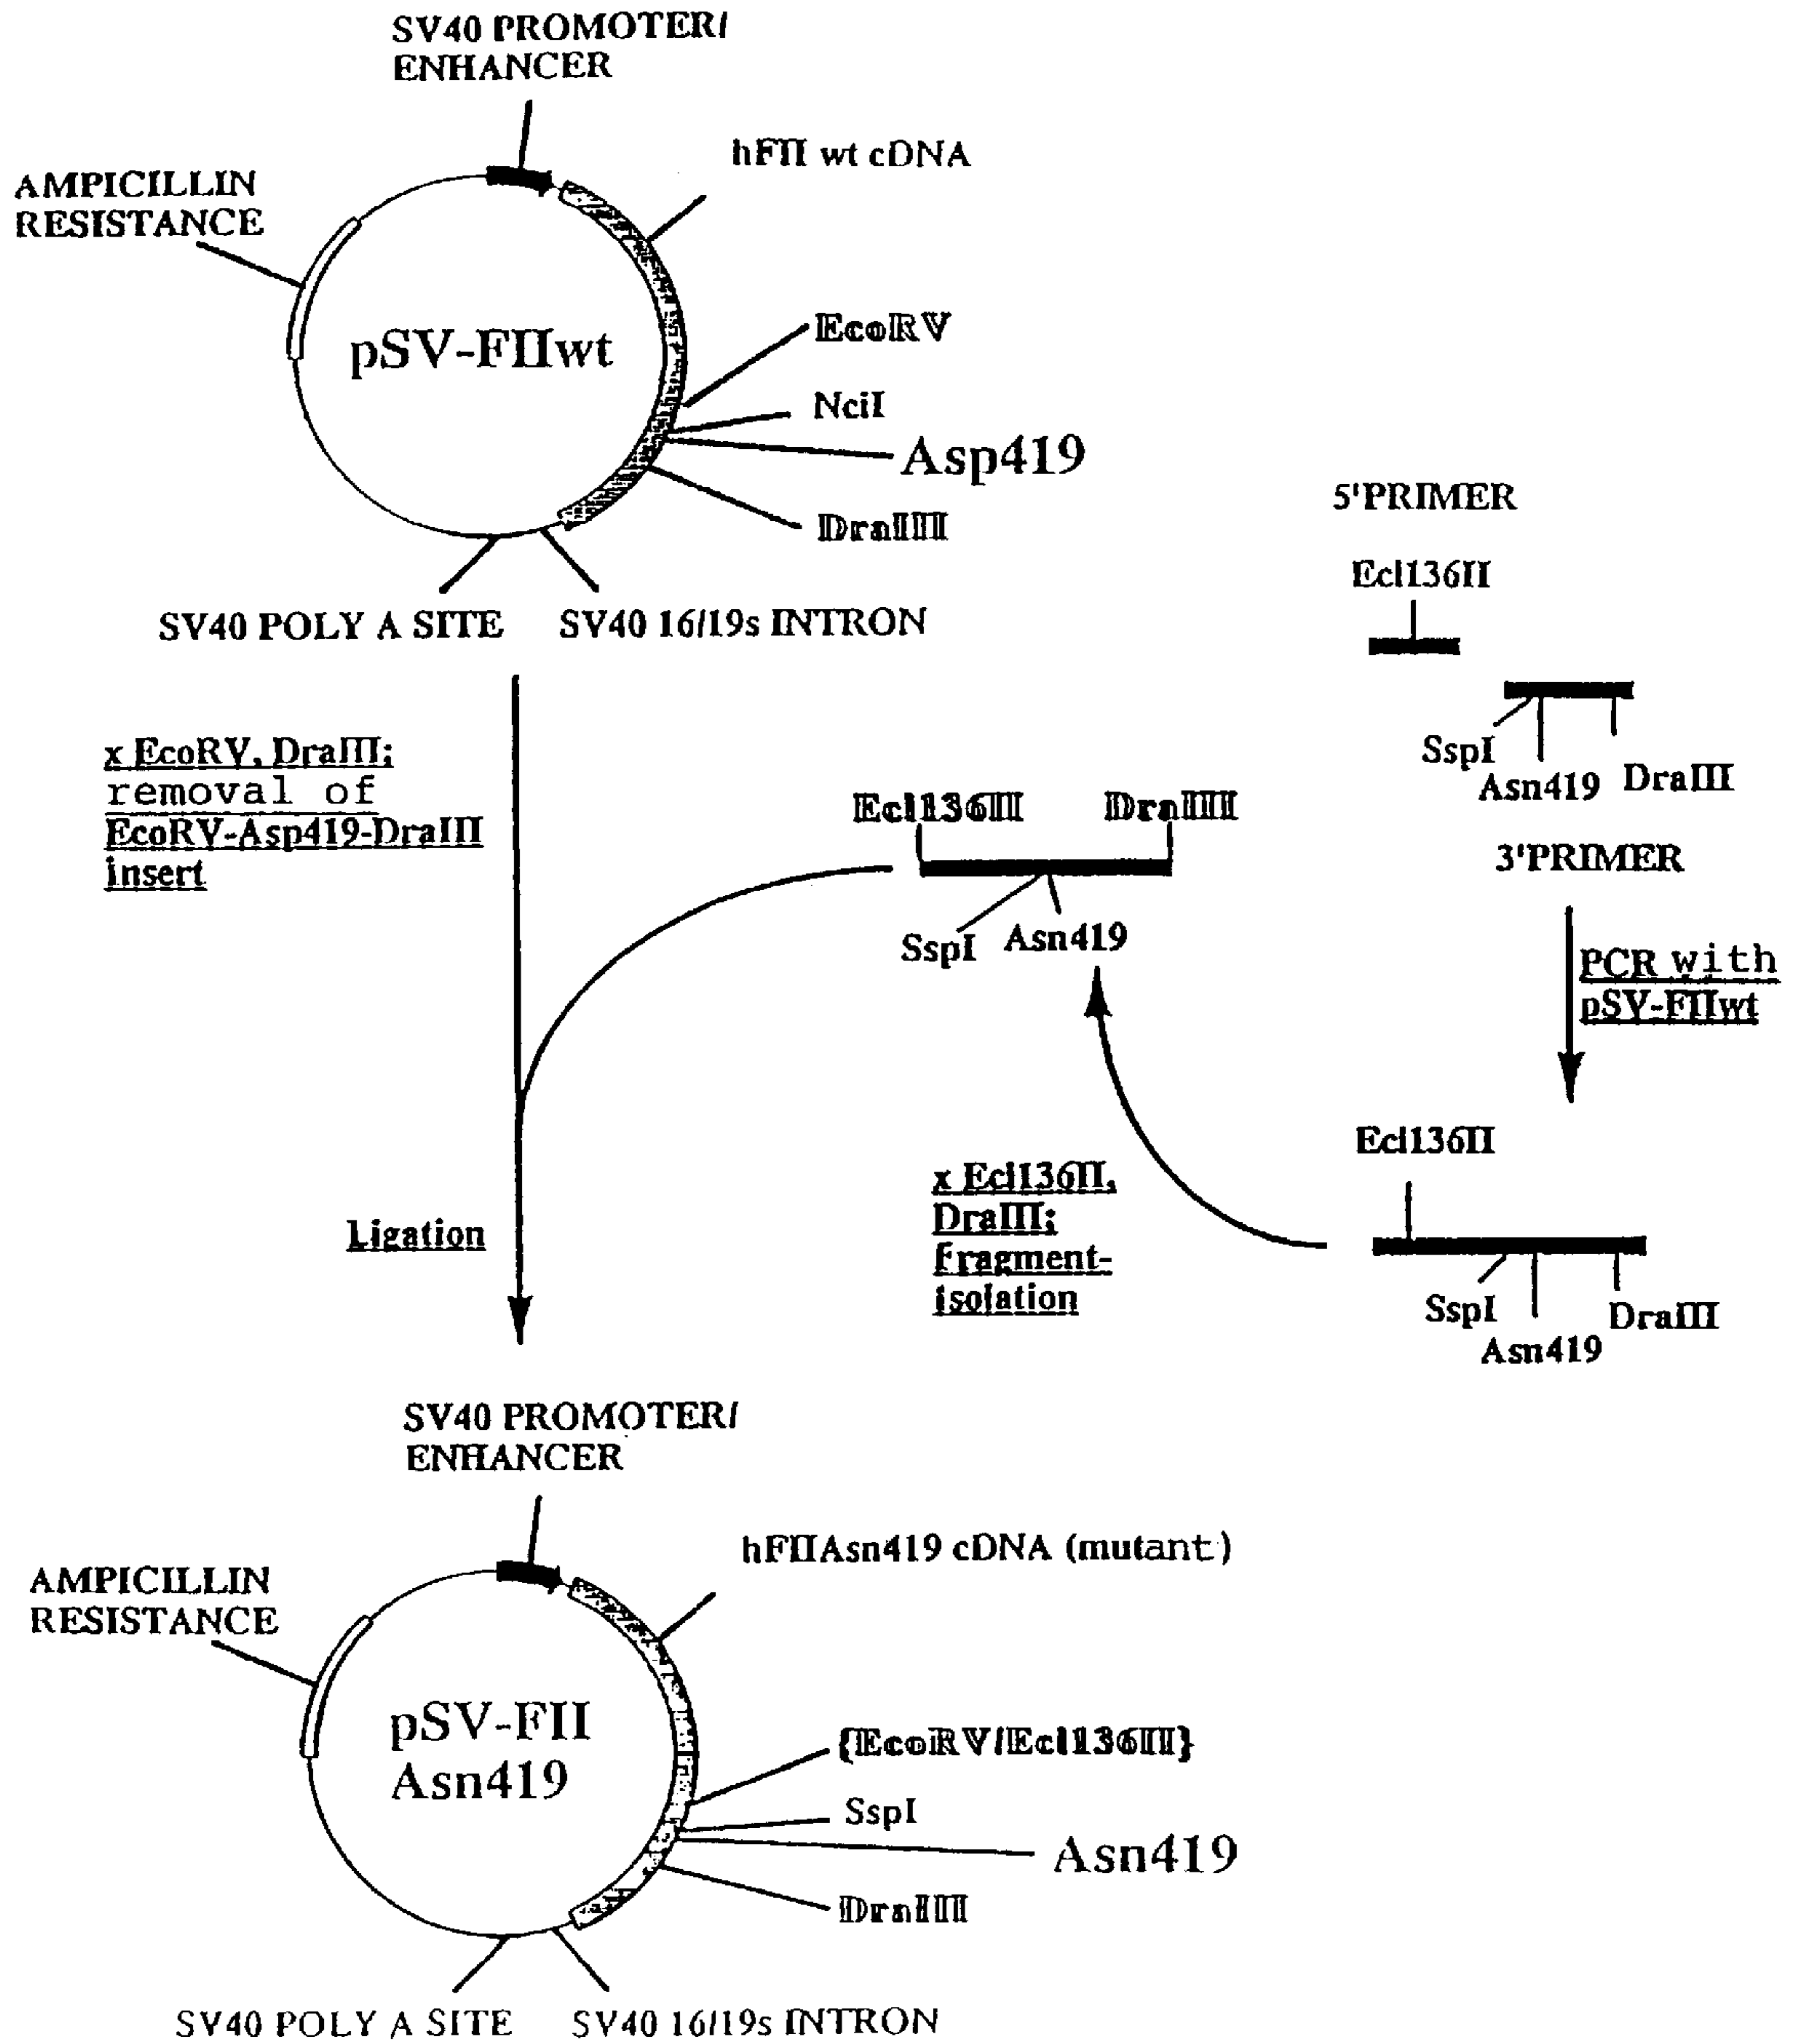 SV40 PROMOTER/
ENHANCER
hFII wt cDNA
AMPICILLIN
RESISTANCE
pSV-FIIwt
EcoRV
NciI
Asp419
DraIII
SV40 POLY A SITE
SV40 16/19s INTRON
5'PRIMER
Ecl136II
SspI
Asn419
DraIII
3'PRIMER
x EcoRV, DraIII;
removal of
EcoRV-Asp419-DraIII
insert
Ecl136II
DraIII
SspI
Asn419
PCR with
pSV-FIIwt
Ecl136II
SspI
Asn419
DraIII
x Ecl136II,
DraIII;
Fragment-
isolation
Ligation
SV40 PROMOTER/
ENHANCER
hFIIAsn419 cDNA (mutant)
AMPICILLIN
RESISTANCE
pSV-FII
Asn419
{EcoRV/Ecl136II}
SspI
Asn419
DraIII
SV40 POLY A SITE
SV40 16/19s INTRON